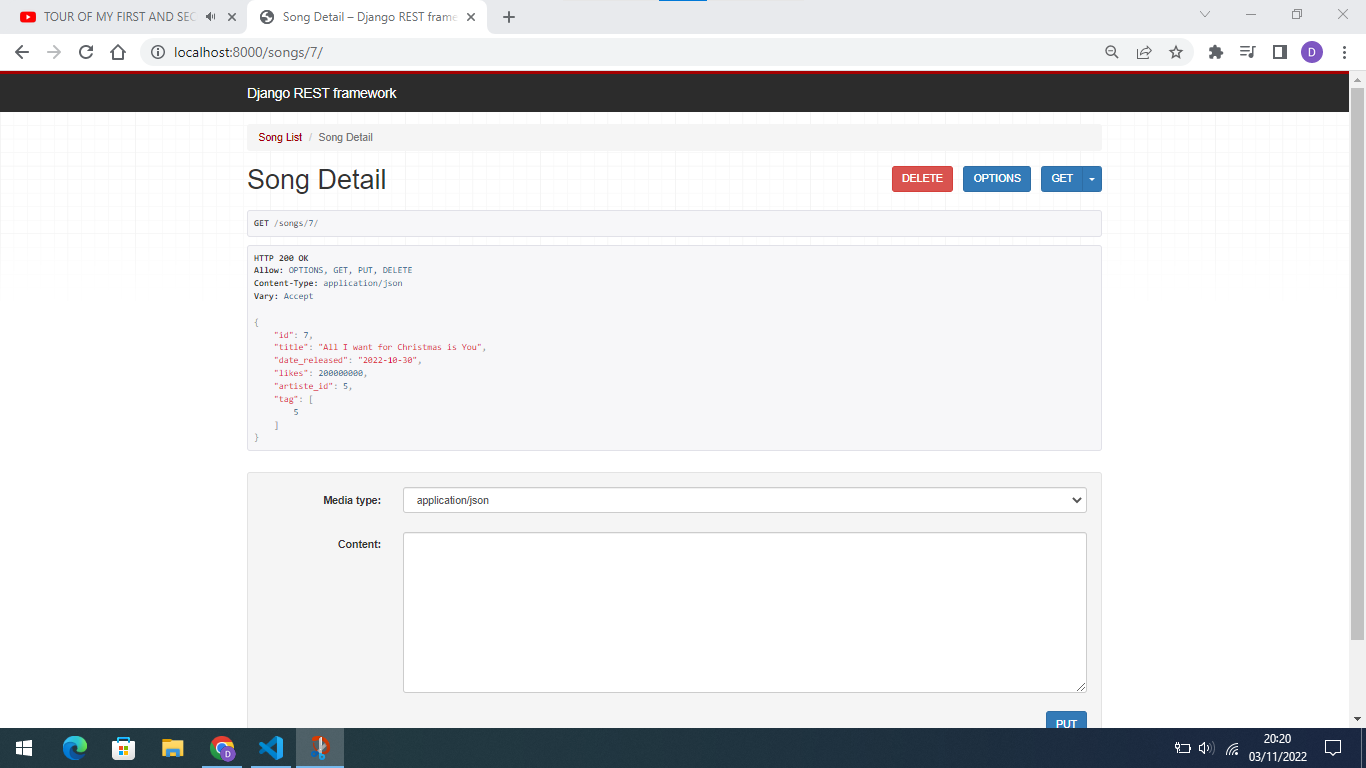 TOUR OF MY FIRST AND SEC
Song Detail – Django REST frame
localhost:8000/songs/7/
D
Django REST framework
Song List / Song Detail
Song Detail
DELETE
OPTIONS
GET
GET /songs/7/
HTTP 200 OK
Allow: OPTIONS, GET, PUT, DELETE
Content-Type: application/json
Vary: Accept
{
"id": 7,
"title": "All I want for Christmas is You",
"date_released": "2022-10-30",
"likes": 200000000,
"artiste_id": 5,
"tag": [
5
]
}
Media type:
application/json
Content:
PUT
D
20:20
03/11/2022